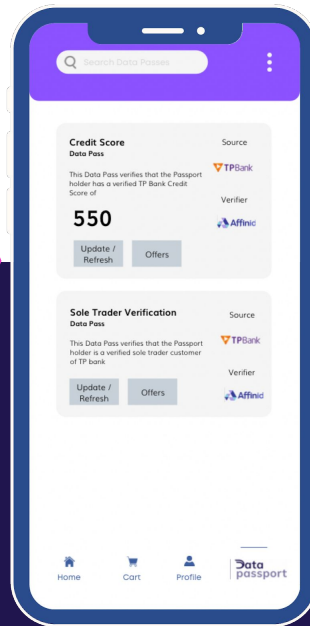 Search Data Passes
Credit Score
Data Pass
This Data Pass verifies that the Passport
holder has a verified TP Bank Credit
Score of
550
Update /
Refresh
Offers
Source
TPBank
Verifier
Affinid
Sole Trader Verification
Data Pass
This Data Pass verifies that the Passport
holder is a verified sole trader customer
of TP bank
Update /
Refresh
Offers
Source
TPBank
Verifier
Affinid
Home
Cart
Profile
Data
passport